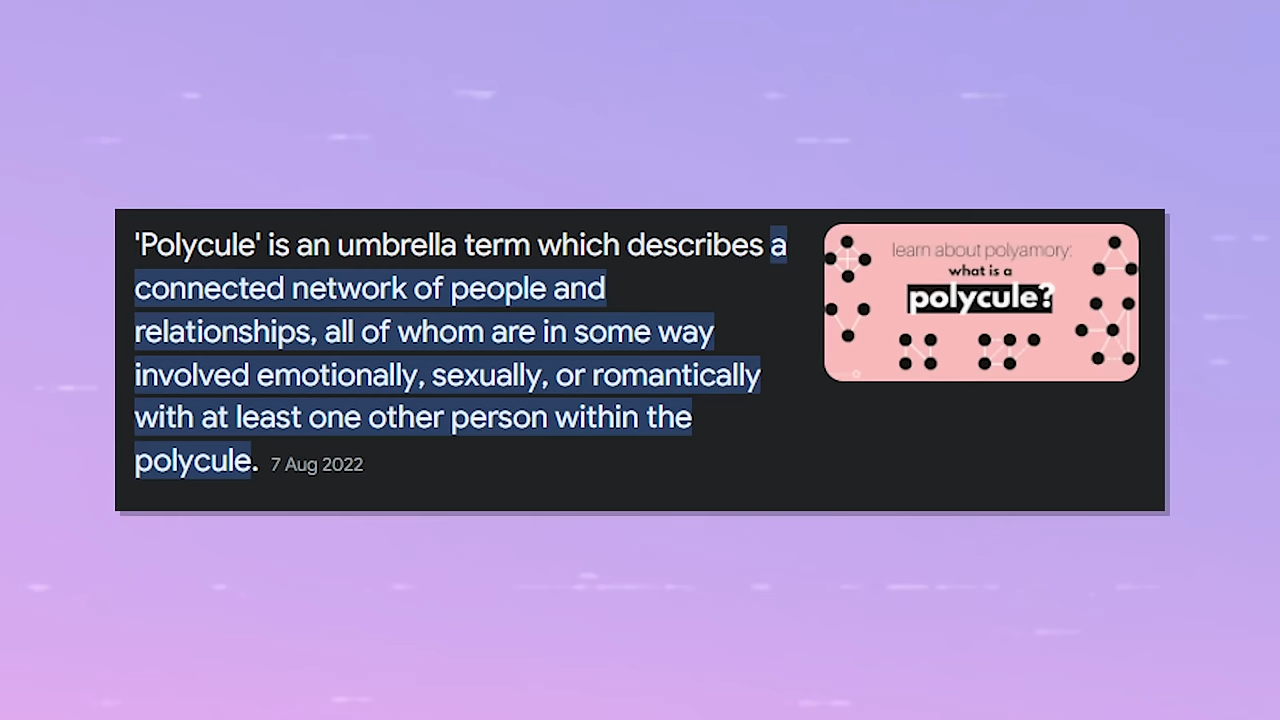 'Polycule' is an umbrella term which describes a
connected network of people and
relationships, all of whom are in some way
involved emotionally, sexually, or romantically
with at least one other person within the
polycule. 7 Aug 2022
learn about polyamory:
what is a
polycule?